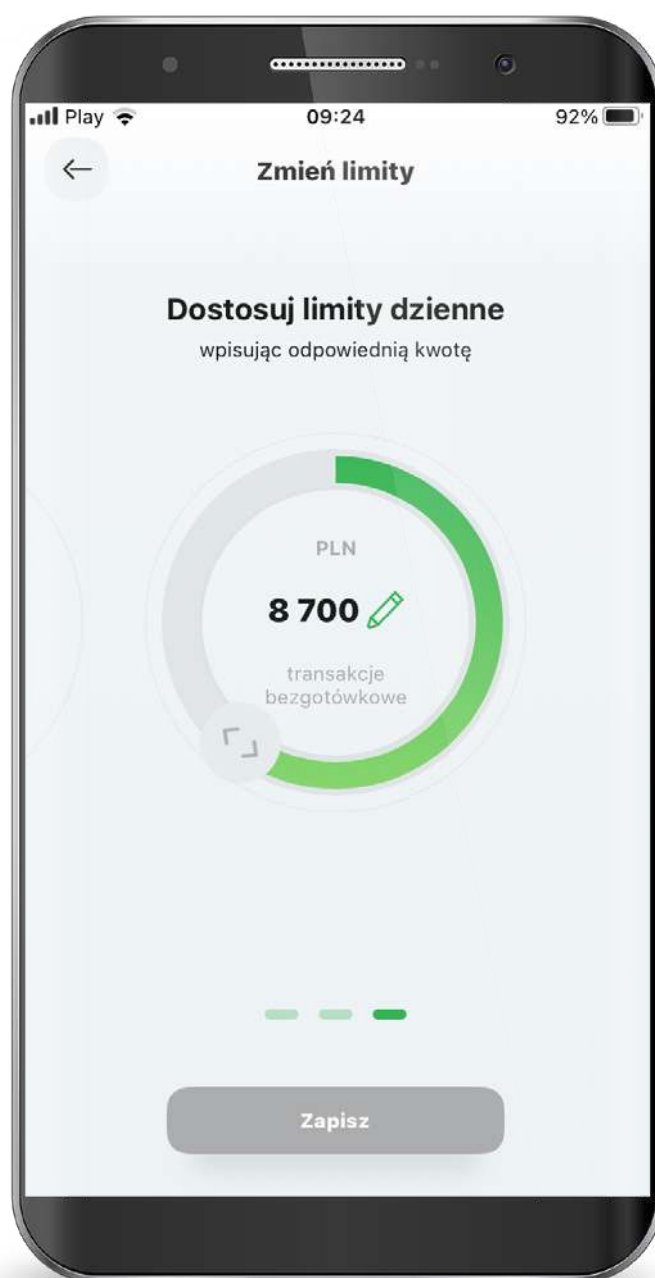 Play 09:24 92%
Zmień limity
Dostosuj limity dzienne
wpisując odpowiednią kwotę
PLN
8 700
transakcje
bezgotówkowe
Zapisz